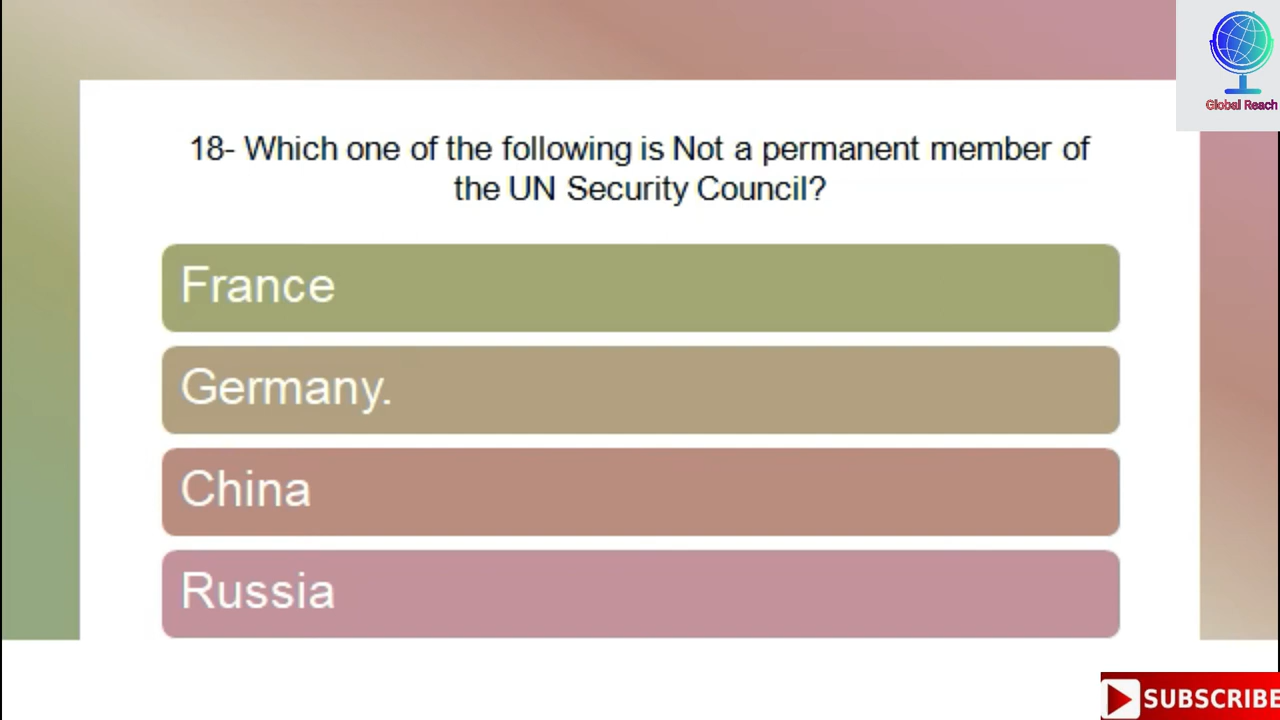 Global Reach
18- Which one of the following is Not a permanent member of
the UN Security Council?
France
Germany.
China
Russia
SUBSCRIBE